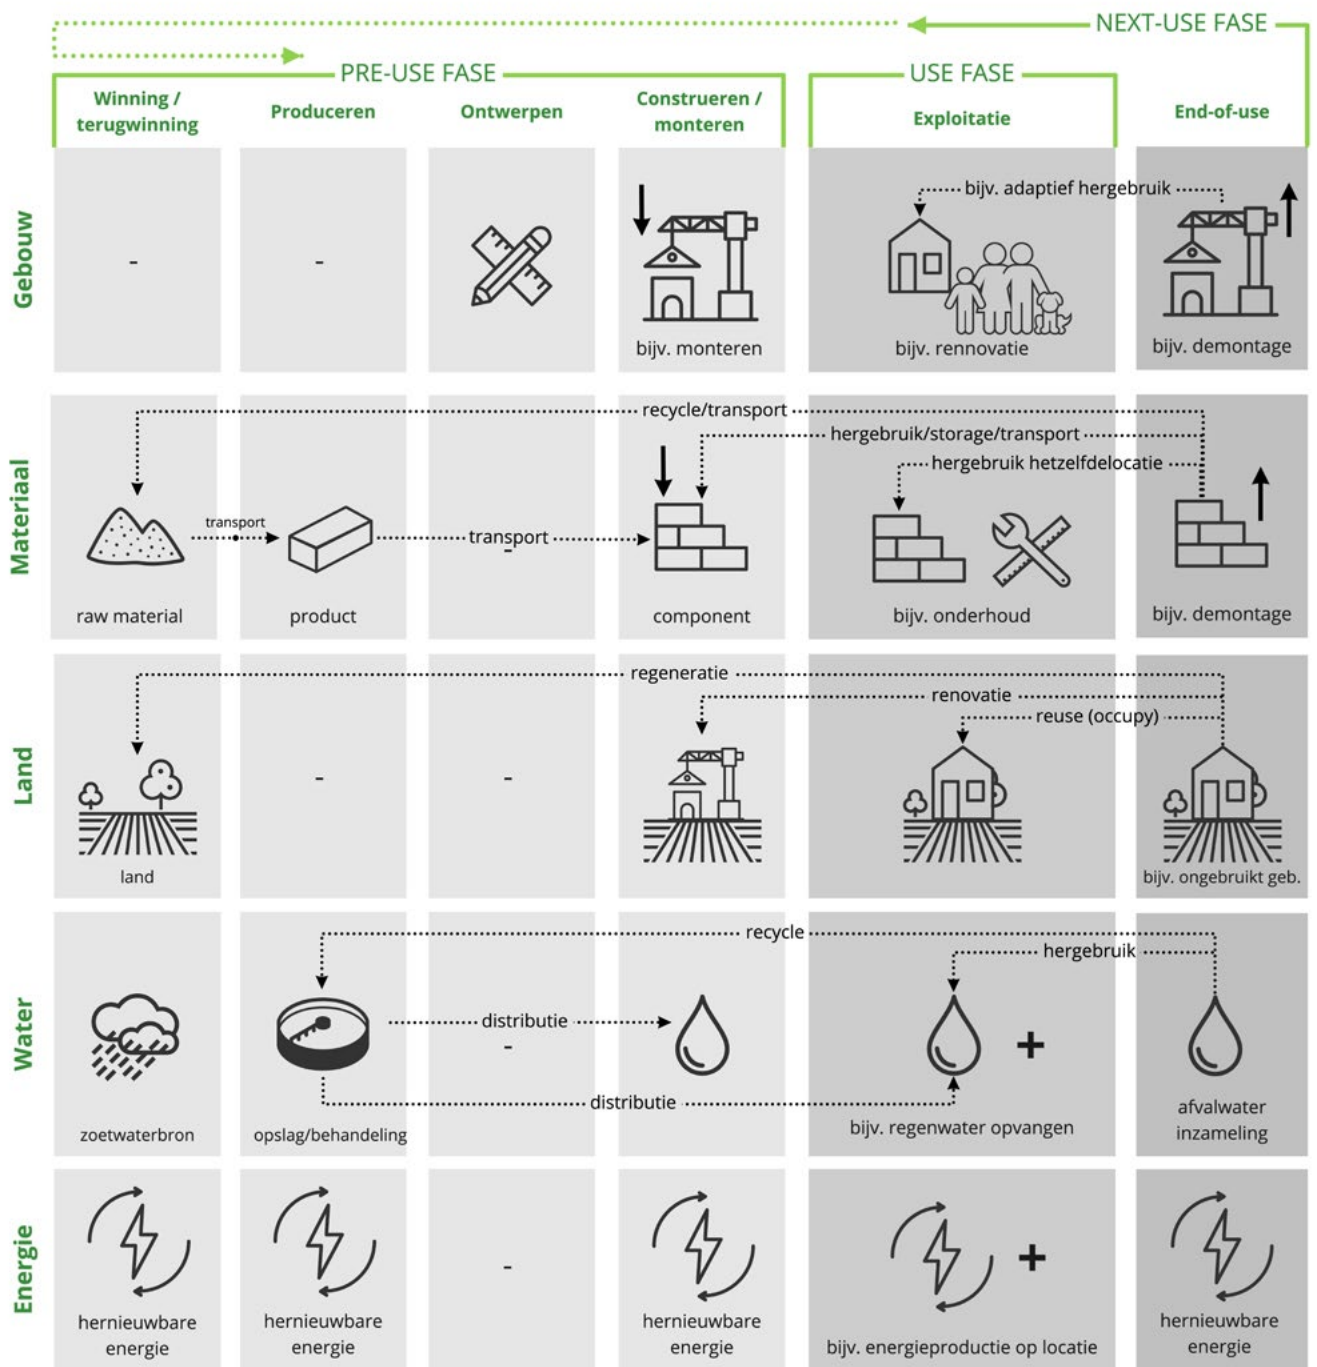 NEXT-USE FASE
PRE-USE FASE
USE FASE
Winning /
terugwinning
Produceren
Ontwerpen
Construeren /
monteren
Exploitatie
End-of-use
Gebouw
-
-
bijv. monteren
bijv. adaptief hergebruik
bijv. rennovatie
bijv. demontage
Materiaal
recycle/transport
hergebruik/storage/transport
hergebruik hetzelfdelocatie
transport
transport
-
raw material
product
component
bijv. onderhoud
bijv. demontage
Land
regeneratie
renovatie
reuse (occupy)
-
-
land
bijv. ongebruikt geb.
Water
recycle
hergebruik
distributie
-
+
distributie
zoetwaterbron
opslag/behandeling
bijv. regenwater opvangen
afvalwater
inzameling
Energie
-
+
hernieuwbare
energie
hernieuwbare
energie
hernieuwbare
energie
bijv. energieproductie op locatie
hernieuwbare
energie